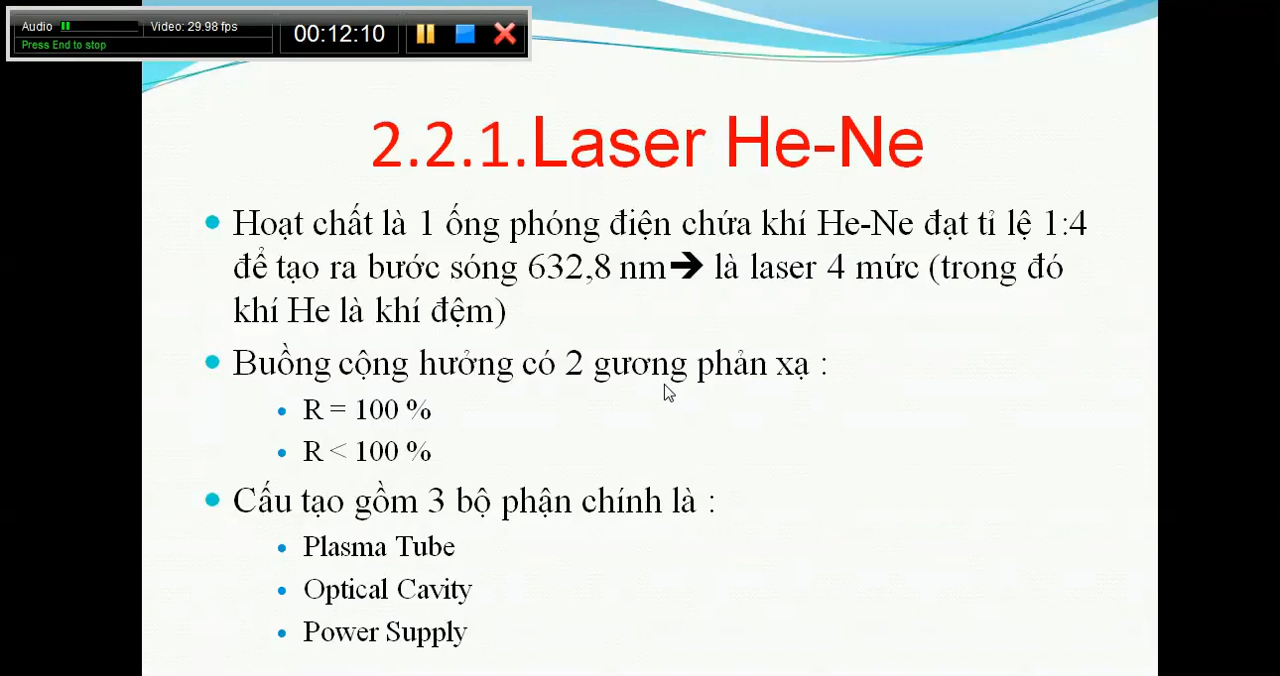 Audio
Video: 29.98 fps
Press End to stop
00:12:10
2.2.1.Laser He-Ne
Hoạt chất là 1 ống phóng điện chứa khí He-Ne đạt tỉ lệ 1:4
để tạo ra bước sóng 632,8 nm➔ là laser 4 mức (trong đó
khí He là khí đệm)
Buồng cộng hưởng có 2 gương phản xạ :
R = 100 %
R < 100 %
Cấu tạo gồm 3 bộ phận chính là :
Plasma Tube
Optical Cavity
Power Supply